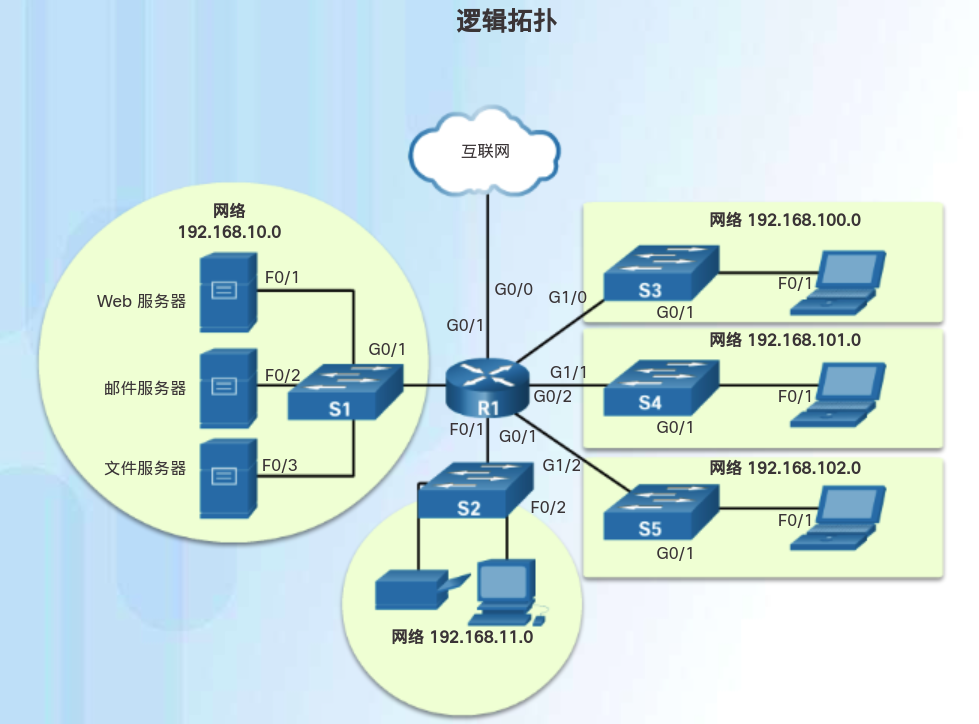 逻辑拓扑
互联网
网络
192.168.10.0
F0/1
Web 服务器
G0/1
F0/2
邮件服务器
S1
F0/3
文件服务器
G0/0
G0/1
G1/0
R1
G1/1
G0/2
F0/1
G0/1
G1/2
S2
F0/2
网络 192.168.11.0
网络 192.168.100.0
S3
F0/1
G0/1
网络 192.168.101.0
S4
F0/1
G0/1
网络 192.168.102.0
S5
F0/1
G0/1